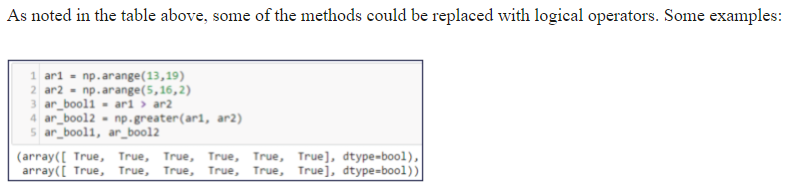 As noted in the table above, some of the methods could be replaced with logical operators. Some examples:
1 ar1 = np.arange(13,19)
2 ar2 = np.arange(5,16,2)
3 ar_bool1 = ar1 > ar2
4 ar_bool2 = np.greater(ar1, ar2)
5 ar_bool1, ar_bool2
(array([ True, True, True, True, True, True], dtype=bool),
array([ True, True, True, True, True, True], dtype=bool))